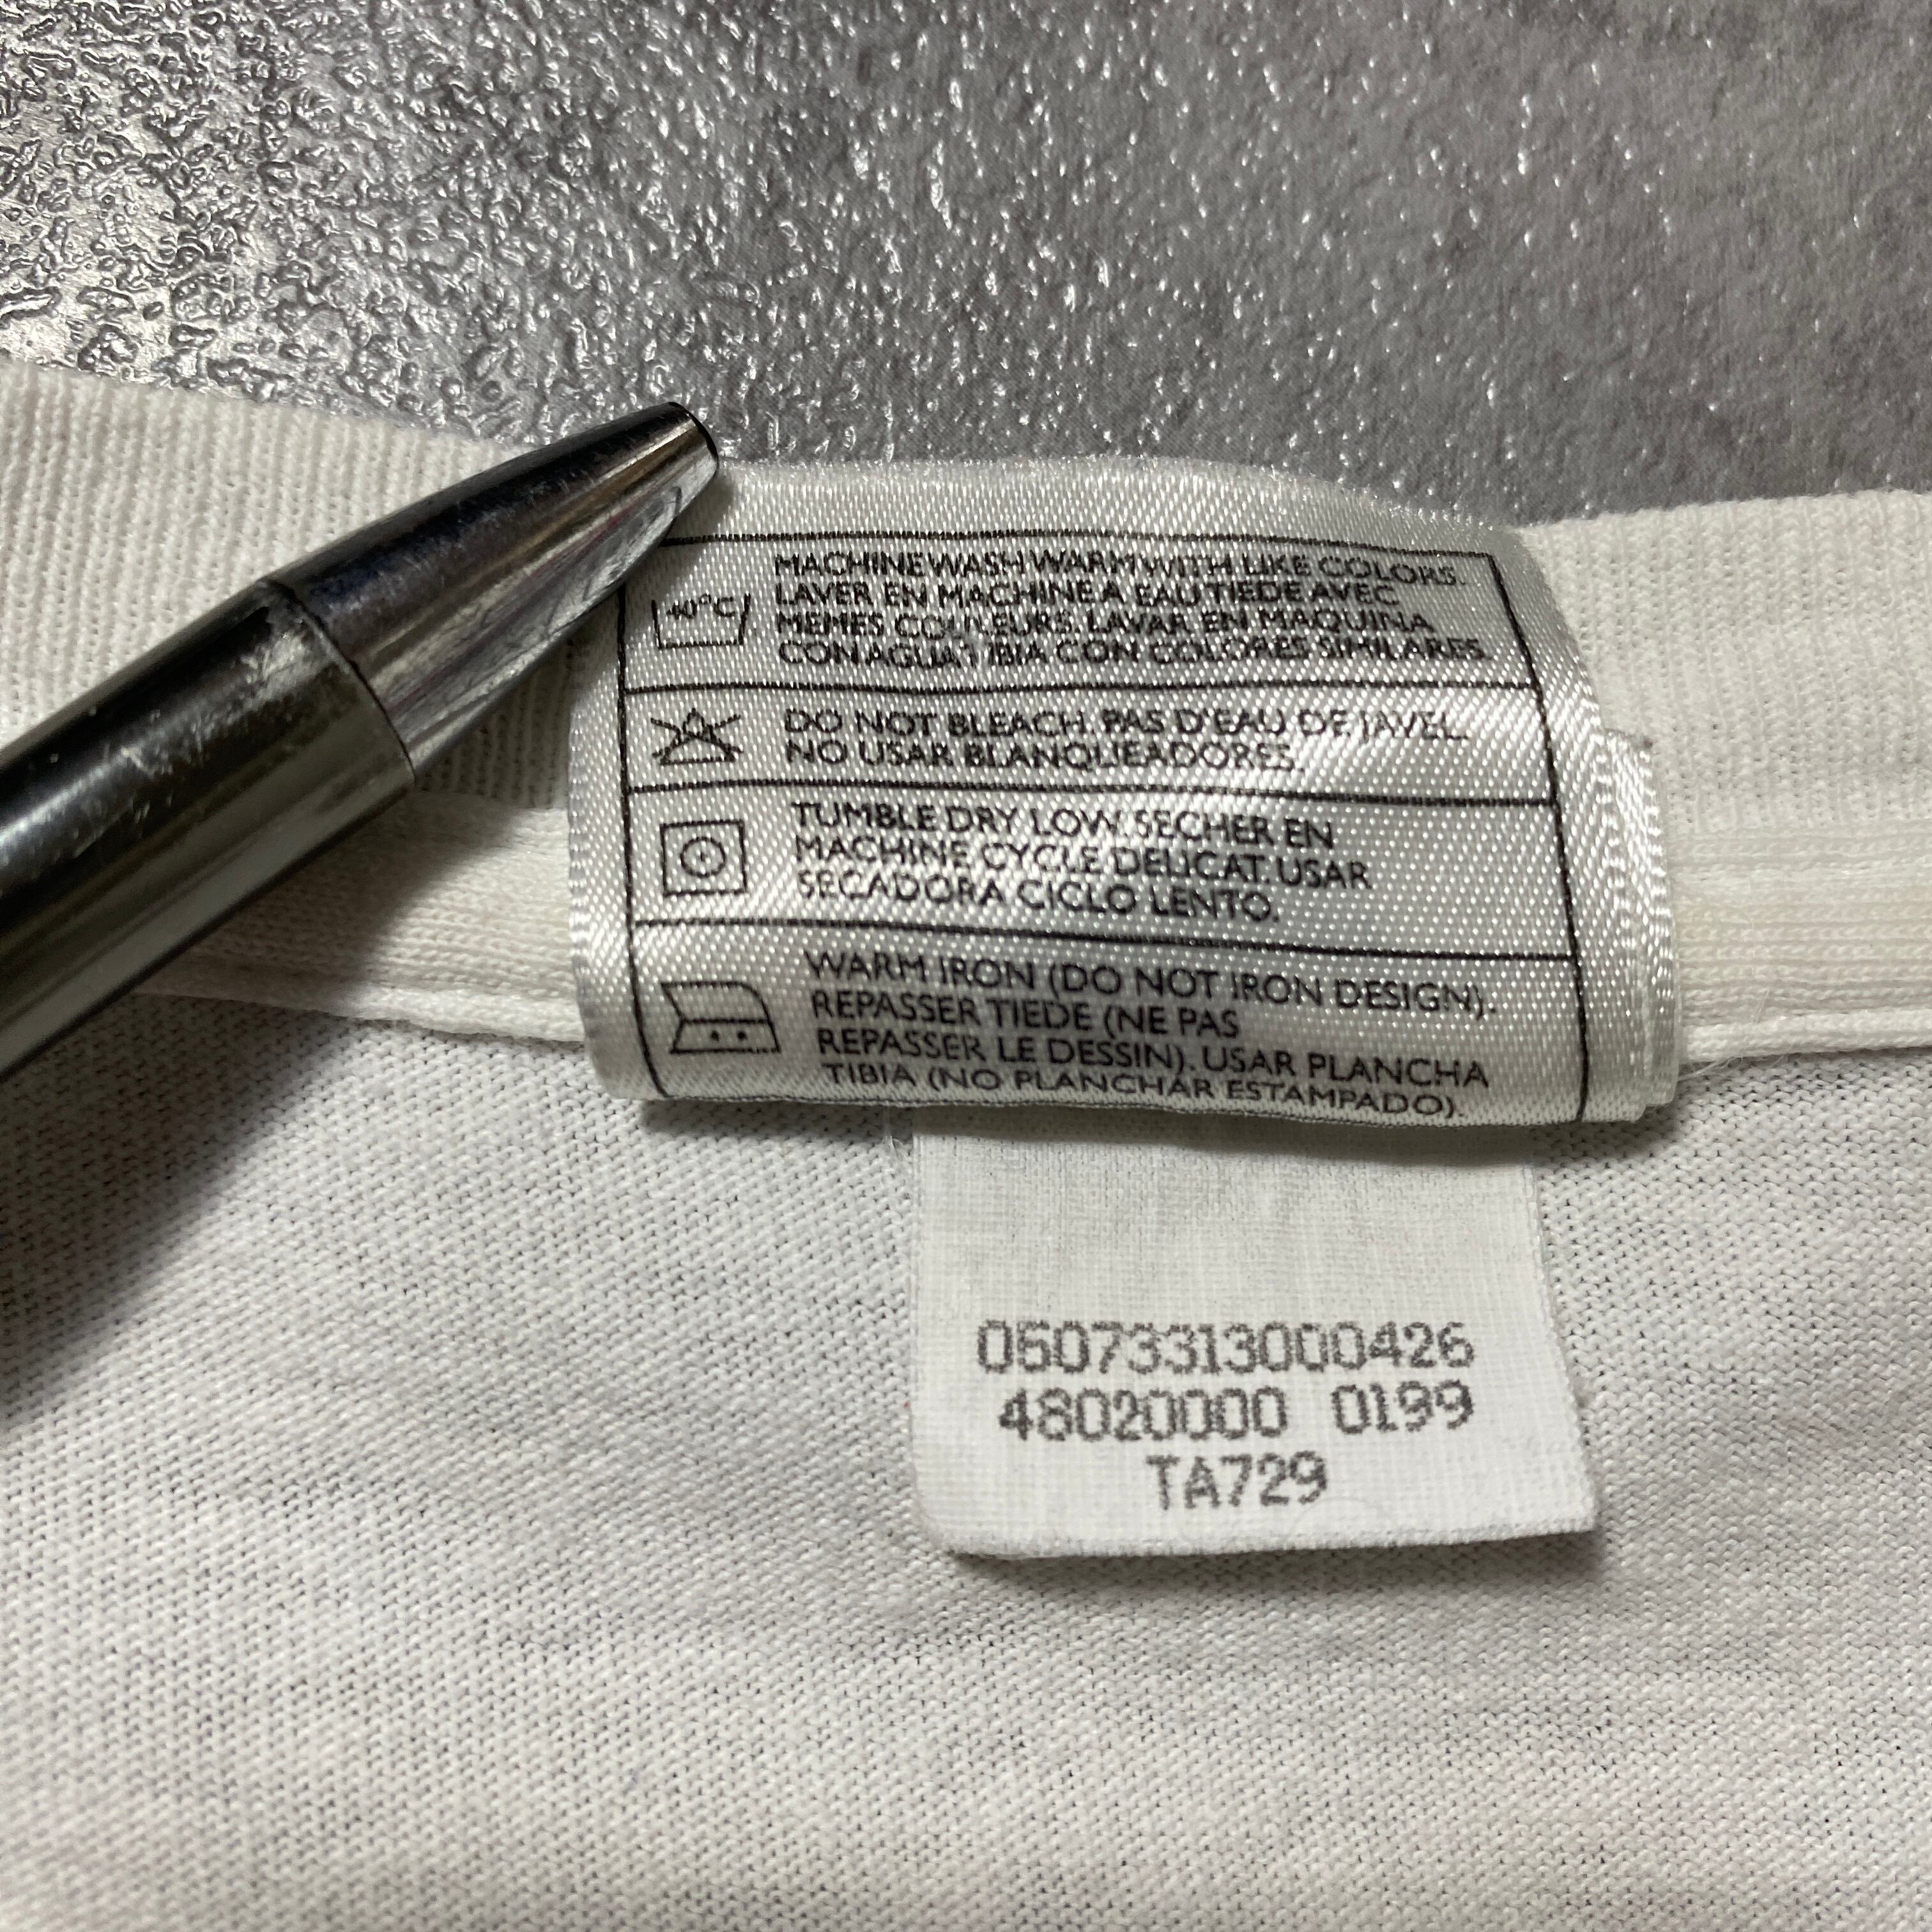 40°C
MACHINE WASH WARM WITH LIKE COLORS.
LAVER EN MACHINE A EAU TIEDE AVEC
MEMES COULEURS. LAVAR EN MAQUINA
CON AGUA TIBIA CON COLORES SIMILARES.
DO NOT BLEACH. PAS D'EAU DE JAVEL.
NO USAR BLANQUEADORES.
TUMBLE DRY LOW. SECHER EN
MACHINE CYCLE DELICAT. USAR
SECADORA CICLO LENTO.
WARM IRON (DO NOT IRON DESIGN).
REPASSER TIEDE (NE PAS
REPASSER LE DESSIN). USAR PLANCHA
TIBIA (NO PLANCHAR ESTAMPADO).
05073313000426
48020000 0199
TA729